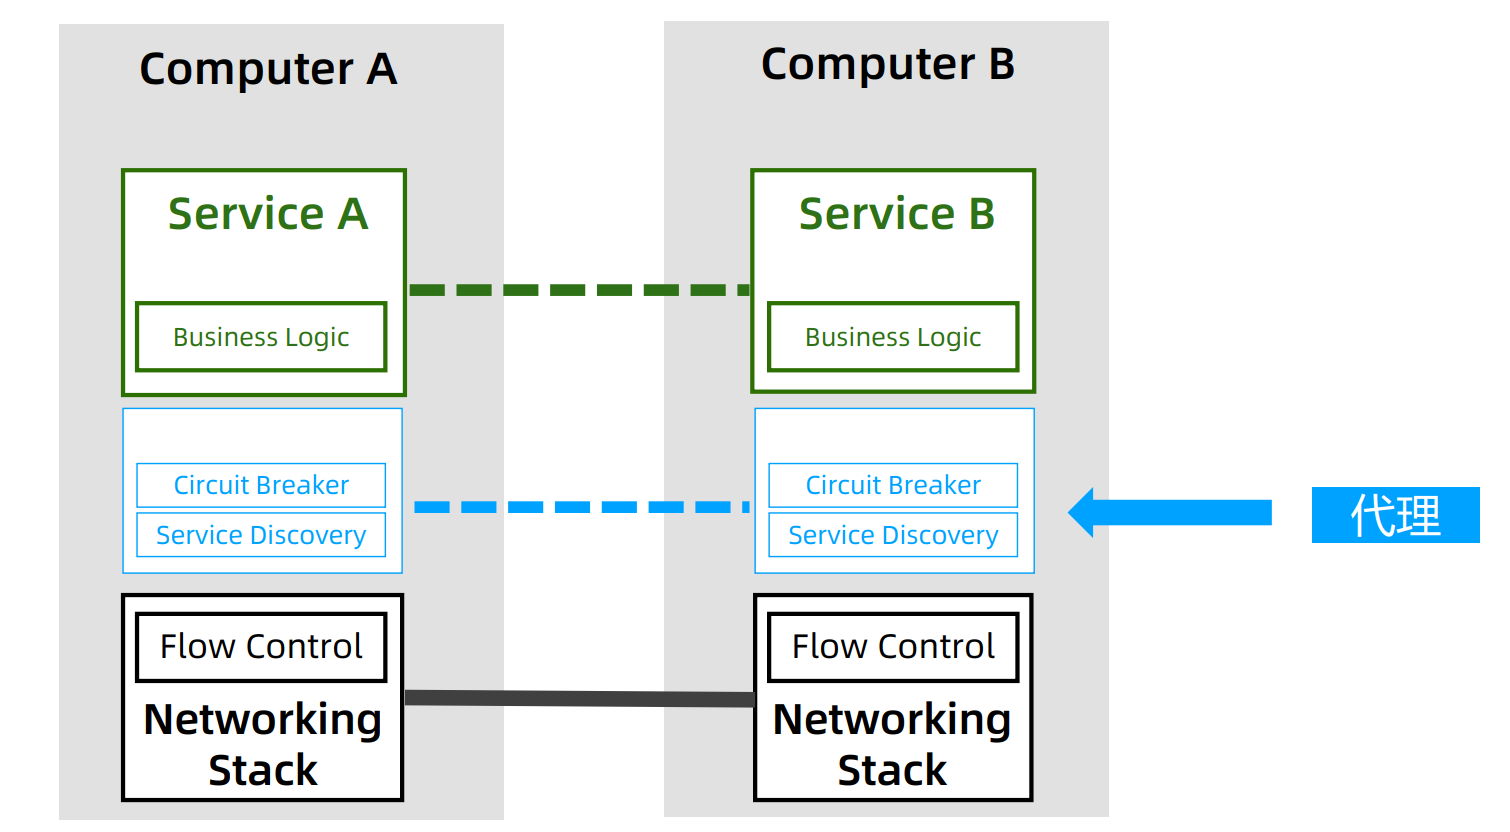 Computer A
Service A
Business Logic
Circuit Breaker
Service Discovery
Flow Control
Networking
Stack
Computer B
Service B
Business Logic
Circuit Breaker
Service Discovery
Flow Control
Networking
Stack
代理